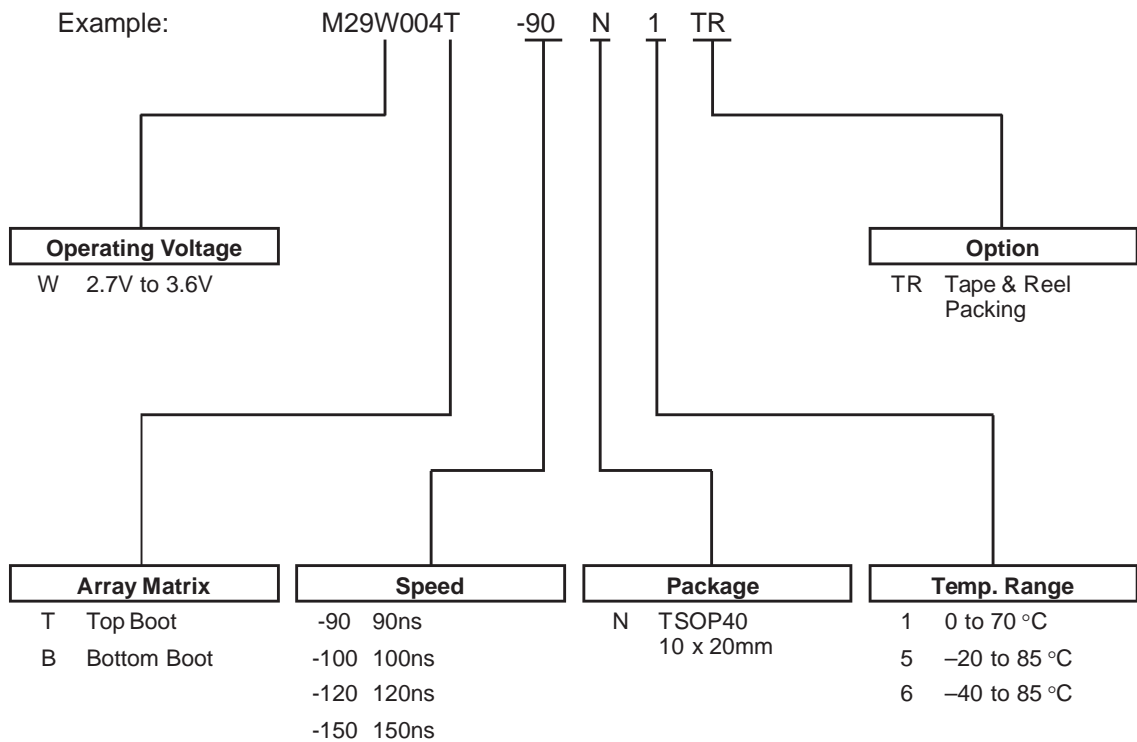 Example: M29W004T -90 N 1 TR
Operating Voltage
W 2.7V to 3.6V
Option
TR Tape & Reel
Packing
Array Matrix
T Top Boot
B Bottom Boot
Speed
-90 90ns
-100 100ns
-120 120ns
-150 150ns
Package
N TSOP40
10 x 20mm
Temp. Range
1 0 to 70 °C
5 –20 to 85 °C
6 –40 to 85 °C